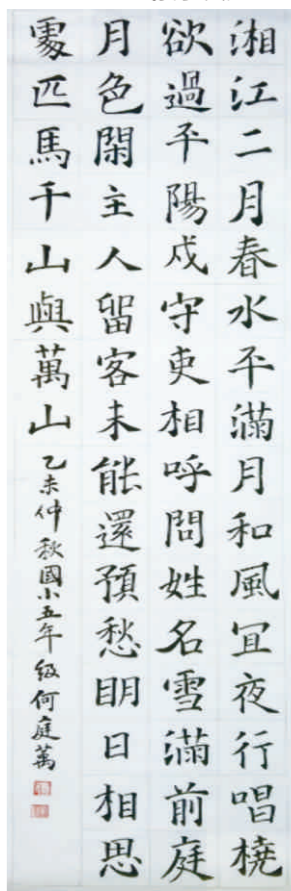 湘江二月春水平滿月和風宜夜行唱橈
欲過平陽戍守吏相呼問姓名雪滿前庭
月色閑主人留客未能還預愁明日相思
處匹馬千山與萬山
乙未仲秋國小五年級何庭萬